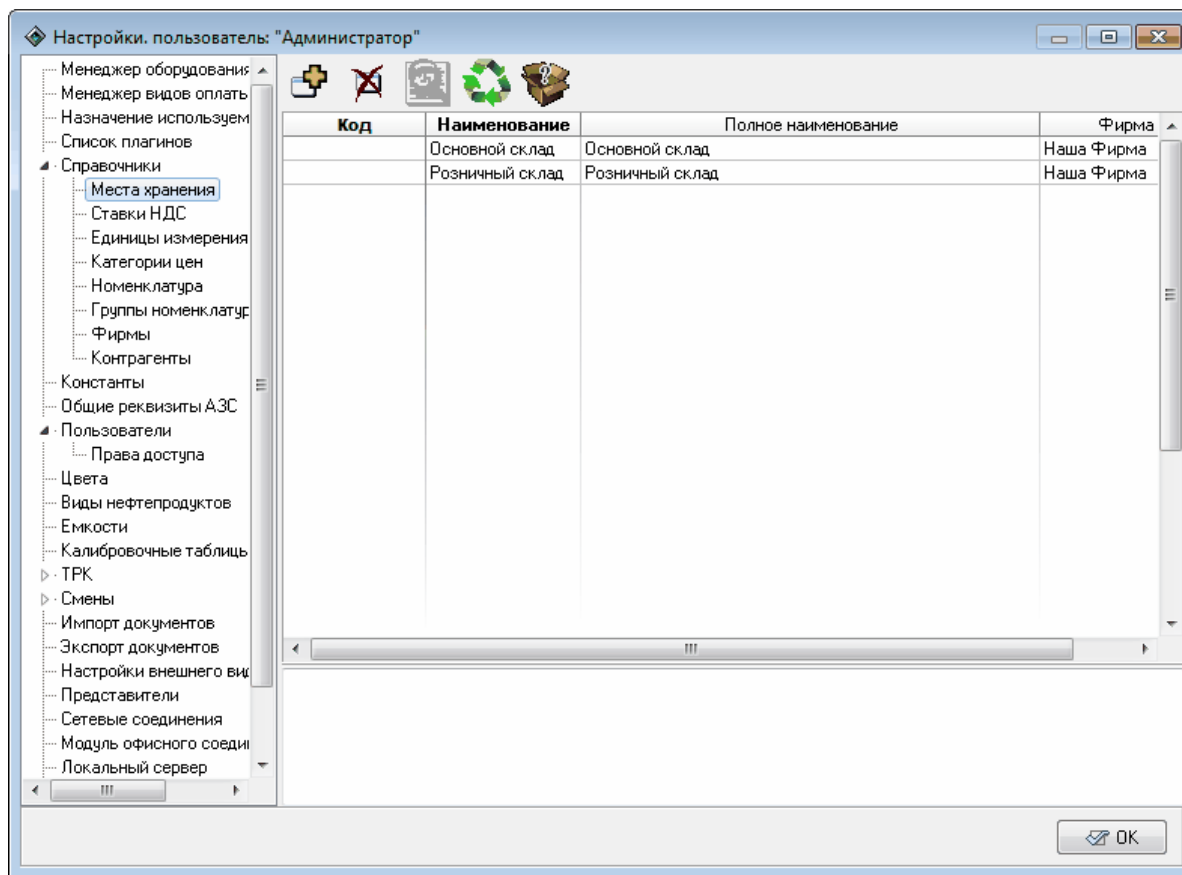 Настройки. пользователь: "Администратор"
Менеджер оборудования
Менеджер видов оплать
Назначение используем
Список плагинов
Справочники
Места хранения
Ставки НДС
Единицы измерения
Категории цен
Номенклатура
Группы номенклатур
Фирмы
Контрагенты
Константы
Общие реквизиты АЗС
Пользователи
Права доступа
Цвета
Виды нефтепродуктов
Емкости
Калибровочные таблиць
ТРК
Смены
Импорт документов
Экспорт документов
Настройки внешнего вид
Представители
Сетевые соединения
Модуль офисного соеди
Локальный сервер
Код Наименование Полное наименование Фирма
Основной склад Основной склад Наша Фирма
Розничный склад Розничный склад Наша Фирма
OK